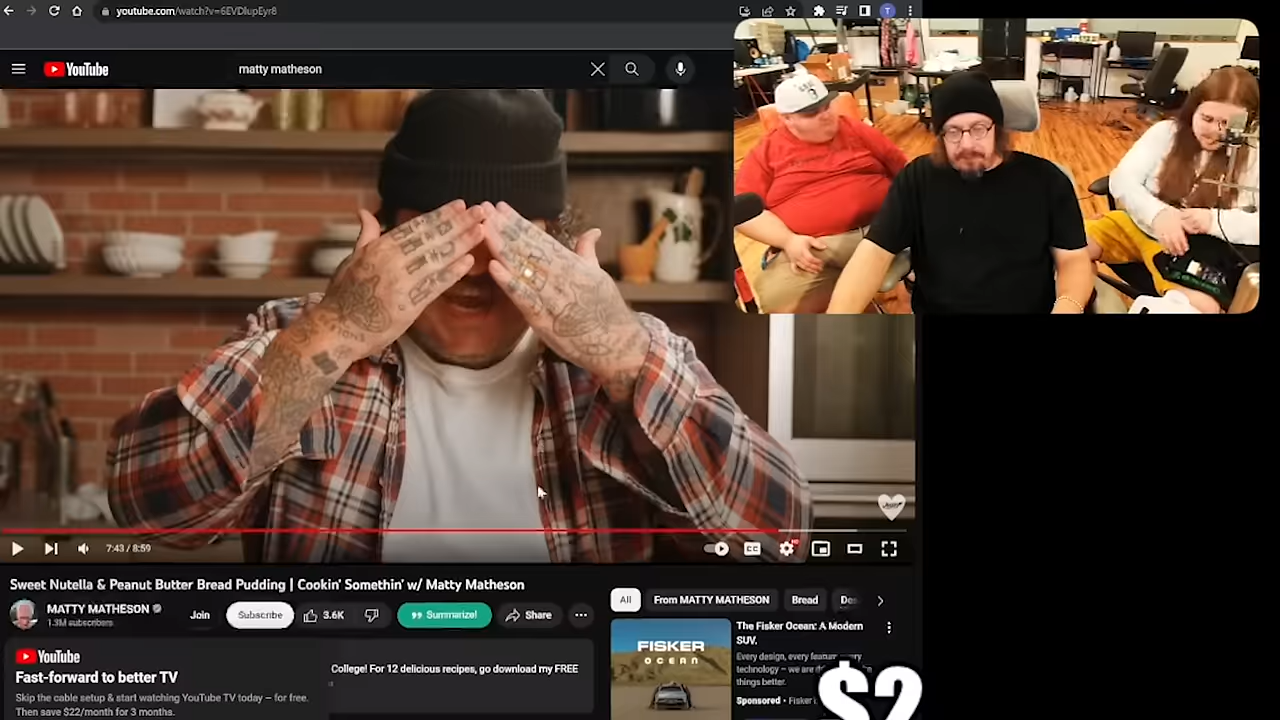 youtube.com/watch?v=6EVDlupEyr8
T
YouTube
matty matheson
7:43 / 8:59
CC
Sweet Nutella & Peanut Butter Bread Pudding | Cookin' Somethin' w/ Matty Matheson
MATTY MATHESON
1.3M subscribers
Join
Subscribe
3.6K
Summarize!
Share
All
From MATTY MATHESON
Bread
YouTube
Fast-forward to better TV
Skip the cable setup & start watching YouTube TV today – for free.
Then save $22/month for 3 months.
College! For 12 delicious recipes, go download my FREE
FISKER
OCEAN
The Fisker Ocean: A Modern
SUV.
Every design, every feature, every
technology – we are
things better.
Sponsored • Fisker
$2